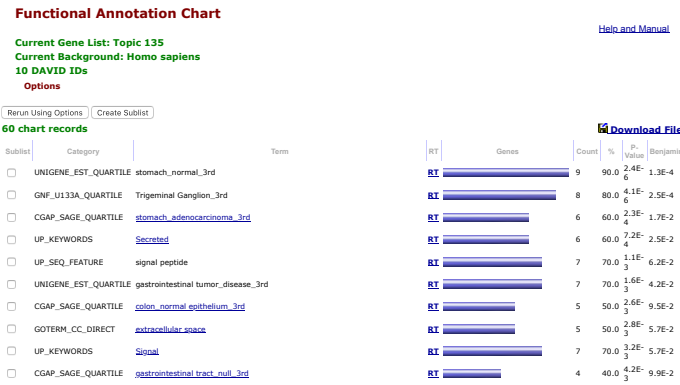 Functional Annotation Chart
Help and Manual
Current Gene List: Topic 135
Current Background: Homo sapiens
10 DAVID IDs
Options
Rerun Using Options Create Sublist
60 chart records Download File
Sublist Category Term RT Genes Count % P-Value Benjamini
UNIGENE_EST_QUARTILE stomach_normal_3rd RT 9 90.0 2.4E-6 1.3E-4
GNF_U133A_QUARTILE Trigeminal Ganglion_3rd RT 8 80.0 4.1E-6 2.5E-4
CGAP_SAGE_QUARTILE stomach_adenocarcinoma_3rd RT 6 60.0 2.3E-4 1.7E-2
UP_KEYWORDS Secreted RT 6 60.0 7.2E-4 2.5E-2
UP_SEQ_FEATURE signal peptide RT 7 70.0 1.1E-3 6.2E-2
UNIGENE_EST_QUARTILE gastrointestinal tumor_disease_3rd RT 7 70.0 1.6E-3 4.2E-2
CGAP_SAGE_QUARTILE colon_normal epithelium_3rd RT 5 50.0 2.6E-3 9.5E-2
GOTERM_CC_DIRECT extracellular space RT 5 50.0 2.8E-3 5.7E-2
UP_KEYWORDS Signal RT 7 70.0 3.2E-3 5.7E-2
CGAP_SAGE_QUARTILE gastrointestinal tract_null_3rd RT 4 40.0 4.2E-3 9.9E-2